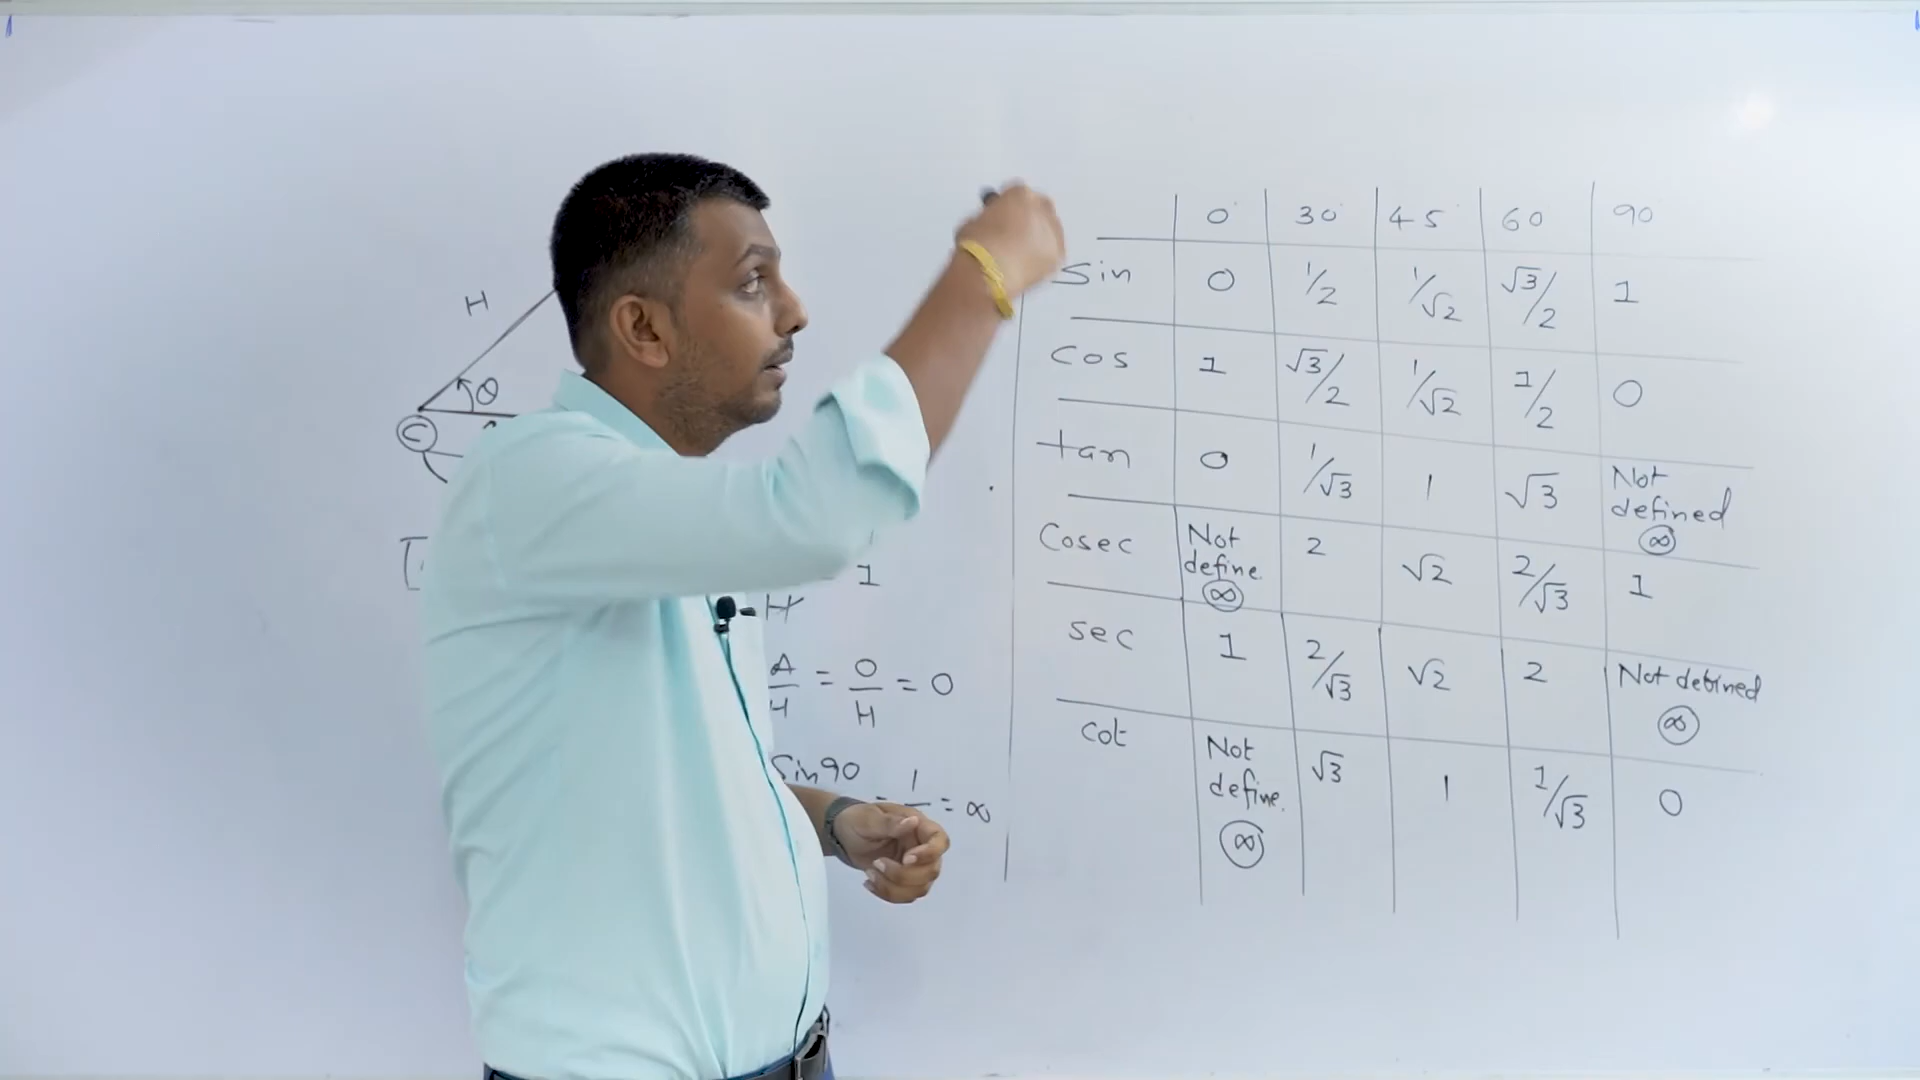 H
θ
C
1
H
A/H = 0/H = 0
Sin90
= 1 = ∞
0° 30° 45° 60 90
Sin 0 1/2 1/√2 √3/2 1
Cos 1 √3/2 1/√2 1/2 0
tan 0 1/√3 1 √3 Not defined ∞
Cosec Not define. ∞ 2 √2 2/√3 1
sec 1 2/√3 √2 2 Not defined ∞
cot Not define. ∞ √3 1 1/√3 0